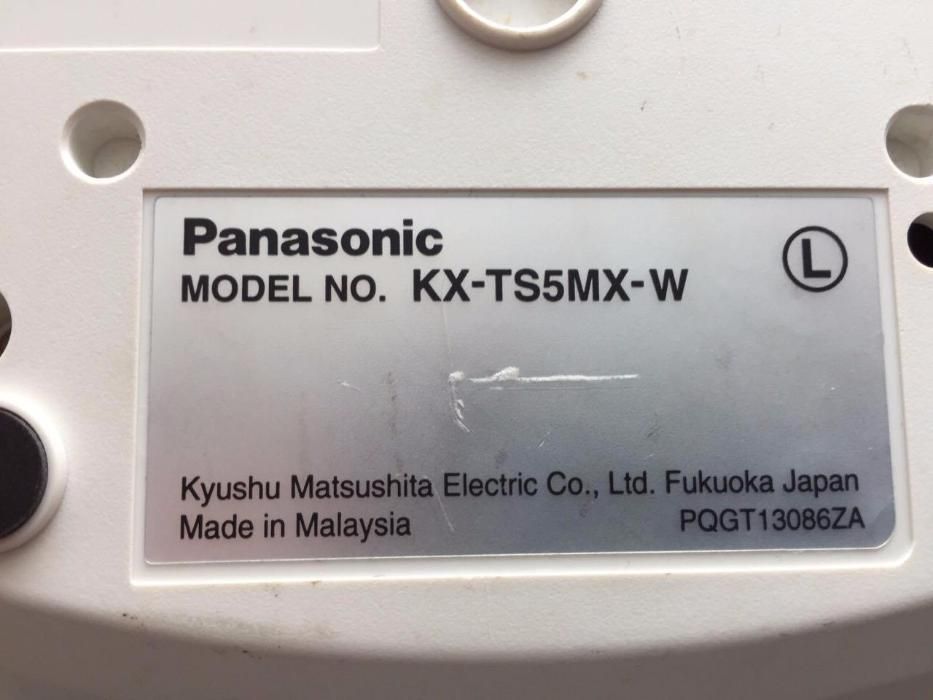 Panasonic
MODEL NO. KX-TS5MX-W
L
Kyushu Matsushita Electric Co., Ltd. Fukuoka Japan
Made in Malaysia PQGT13086ZA